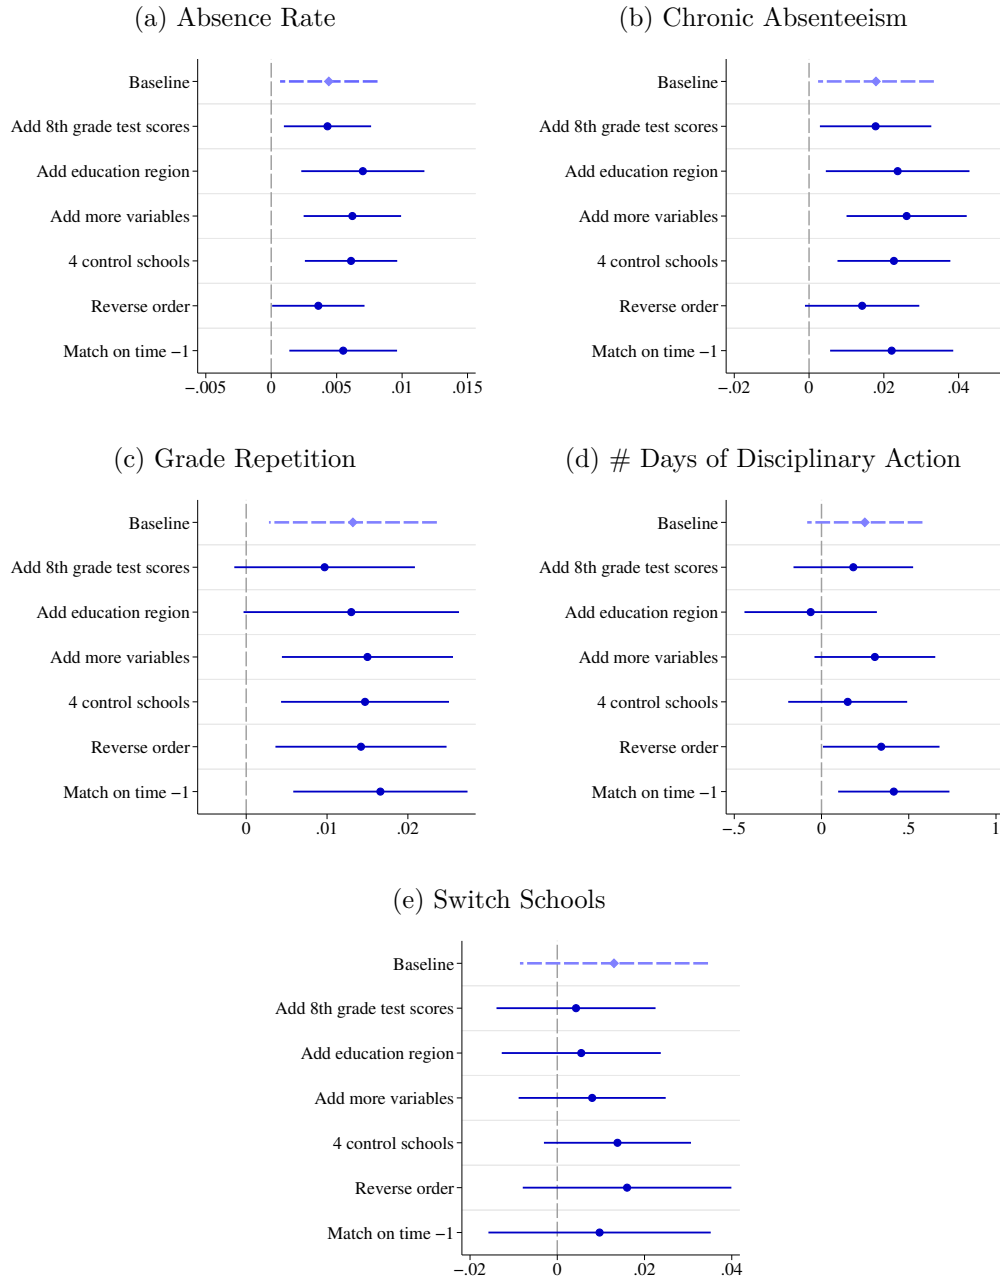 (a) Absence Rate
Baseline
Add 8th grade test scores
Add education region
Add more variables
4 control schools
Reverse order
Match on time −1
−.005 0 .005 .01 .015
(b) Chronic Absenteeism
Baseline
Add 8th grade test scores
Add education region
Add more variables
4 control schools
Reverse order
Match on time −1
−.02 0 .02 .04
(c) Grade Repetition
Baseline
Add 8th grade test scores
Add education region
Add more variables
4 control schools
Reverse order
Match on time −1
0 .01 .02
(d) # Days of Disciplinary Action
Baseline
Add 8th grade test scores
Add education region
Add more variables
4 control schools
Reverse order
Match on time −1
−.5 0 .5 1
(e) Switch Schools
Baseline
Add 8th grade test scores
Add education region
Add more variables
4 control schools
Reverse order
Match on time −1
−.02 0 .02 .04